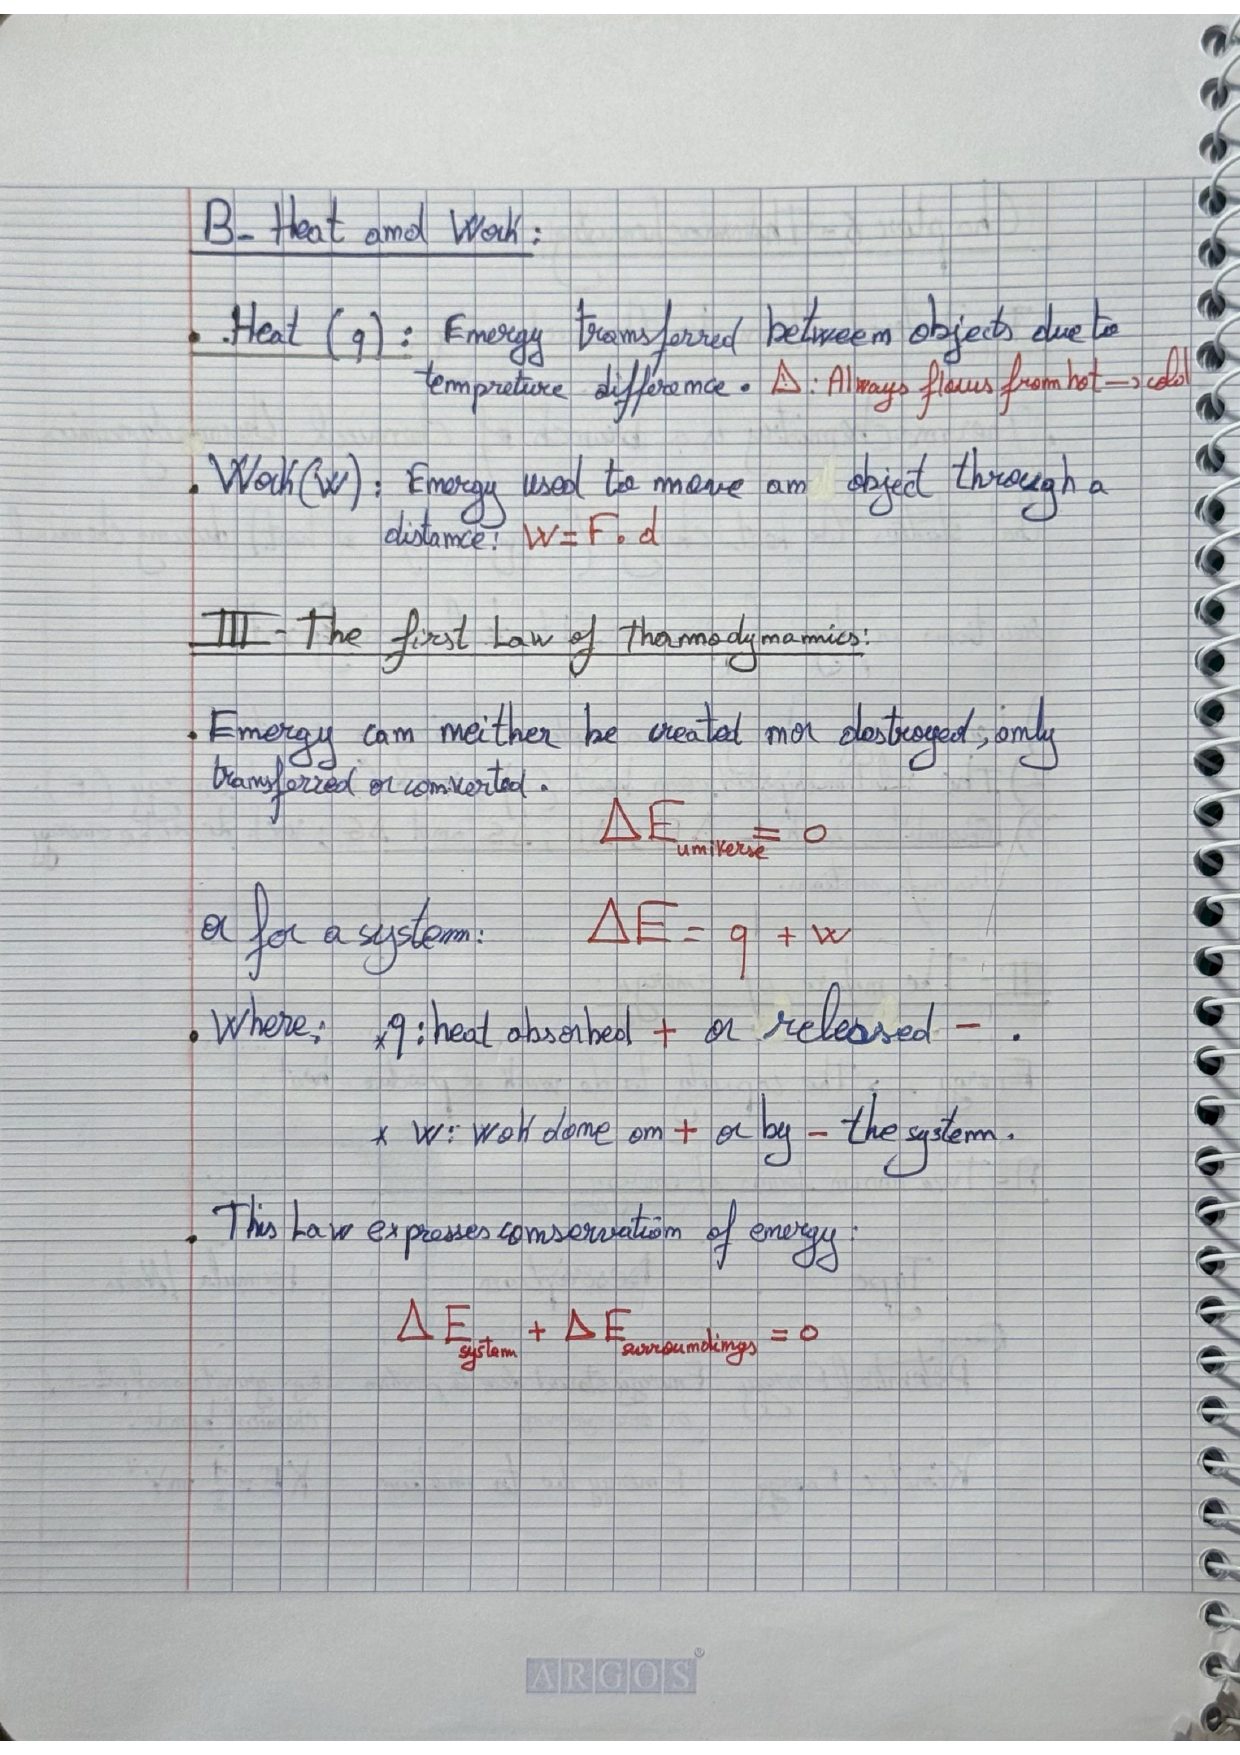 B- Heat and Work:
. Heat (q) : Energy transferred between objects due to
tempreture difference. ⚠: Always flows from hot → cold
. Work(W) : Energy used to move an object through a
distance: W = F . d
III - The first Law of Thermodynamics:
. Energy can neither be created nor destroyed, only
transferred or converted.
ΔE universe = 0
or for a system: ΔE = q + w
. Where: * q : heat absorbed + or released - .
* w : work done on + or by - the system.
. This Law expresses conservation of energy:
ΔE system + ΔE surroundings = 0
ARGOS®